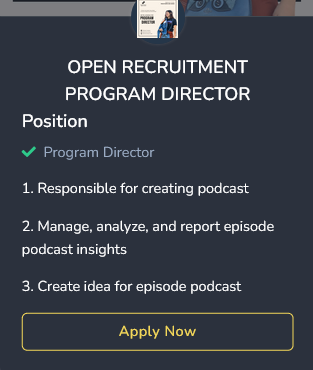 OPEN RECRUITMENT
PROGRAM DIRECTOR
Position
Program Director
1. Responsible for creating podcast
2. Manage, analyze, and report episode
podcast insights
3. Create idea for episode podcast
Apply Now